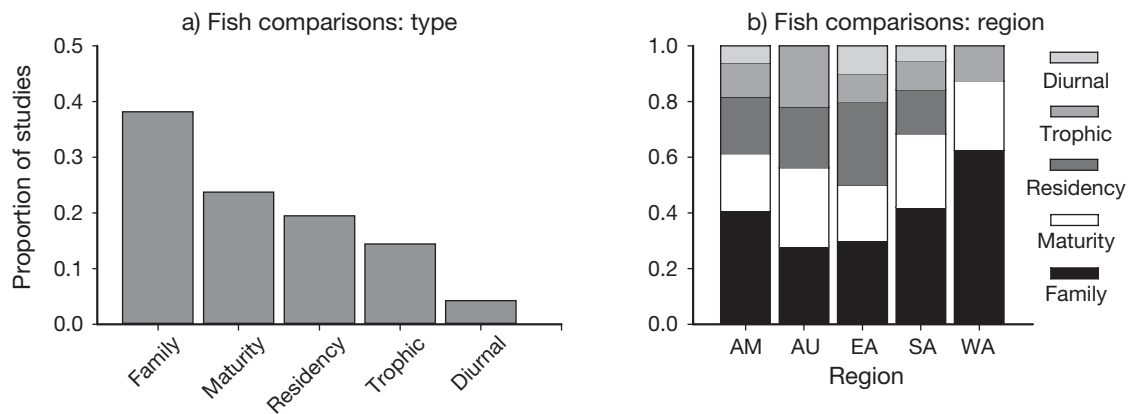 a) Fish comparisons: type
Proportion of studies
0.5
0.4
0.3
0.2
0.1
0.0
Family
Maturity
Residency
Trophic
Diurnal
b) Fish comparisons: region
1.0
0.8
0.6
0.4
0.2
0.0
AM AU EA SA WA
Region
Diurnal
Trophic
Residency
Maturity
Family